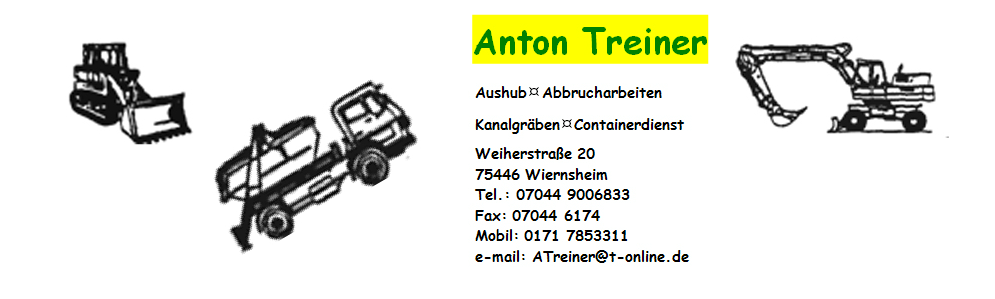 Anton Treiner
Aushub¤Abbrucharbeiten
Kanalgräben¤Containerdienst
Weiherstraße 20
75446 Wiernsheim
Tel.: 07044 9006833
Fax: 07044 6174
Mobil: 0171 7853311
e-mail: ATreiner@t-online.de